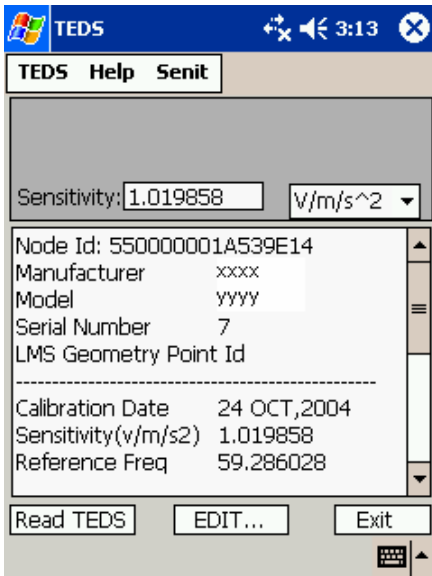 TEDS 3:13
TEDS Help Senit
Sensitivity: 1.019858 V/m/s^2
Node Id: 550000001A539E14
Manufacturer xxxx
Model yyyy
Serial Number 7
LMS Geometry Point Id
------------------------------------------------
Calibration Date 24 OCT,2004
Sensitivity(v/m/s2) 1.019858
Reference Freq 59.286028
Read TEDS EDIT... Exit